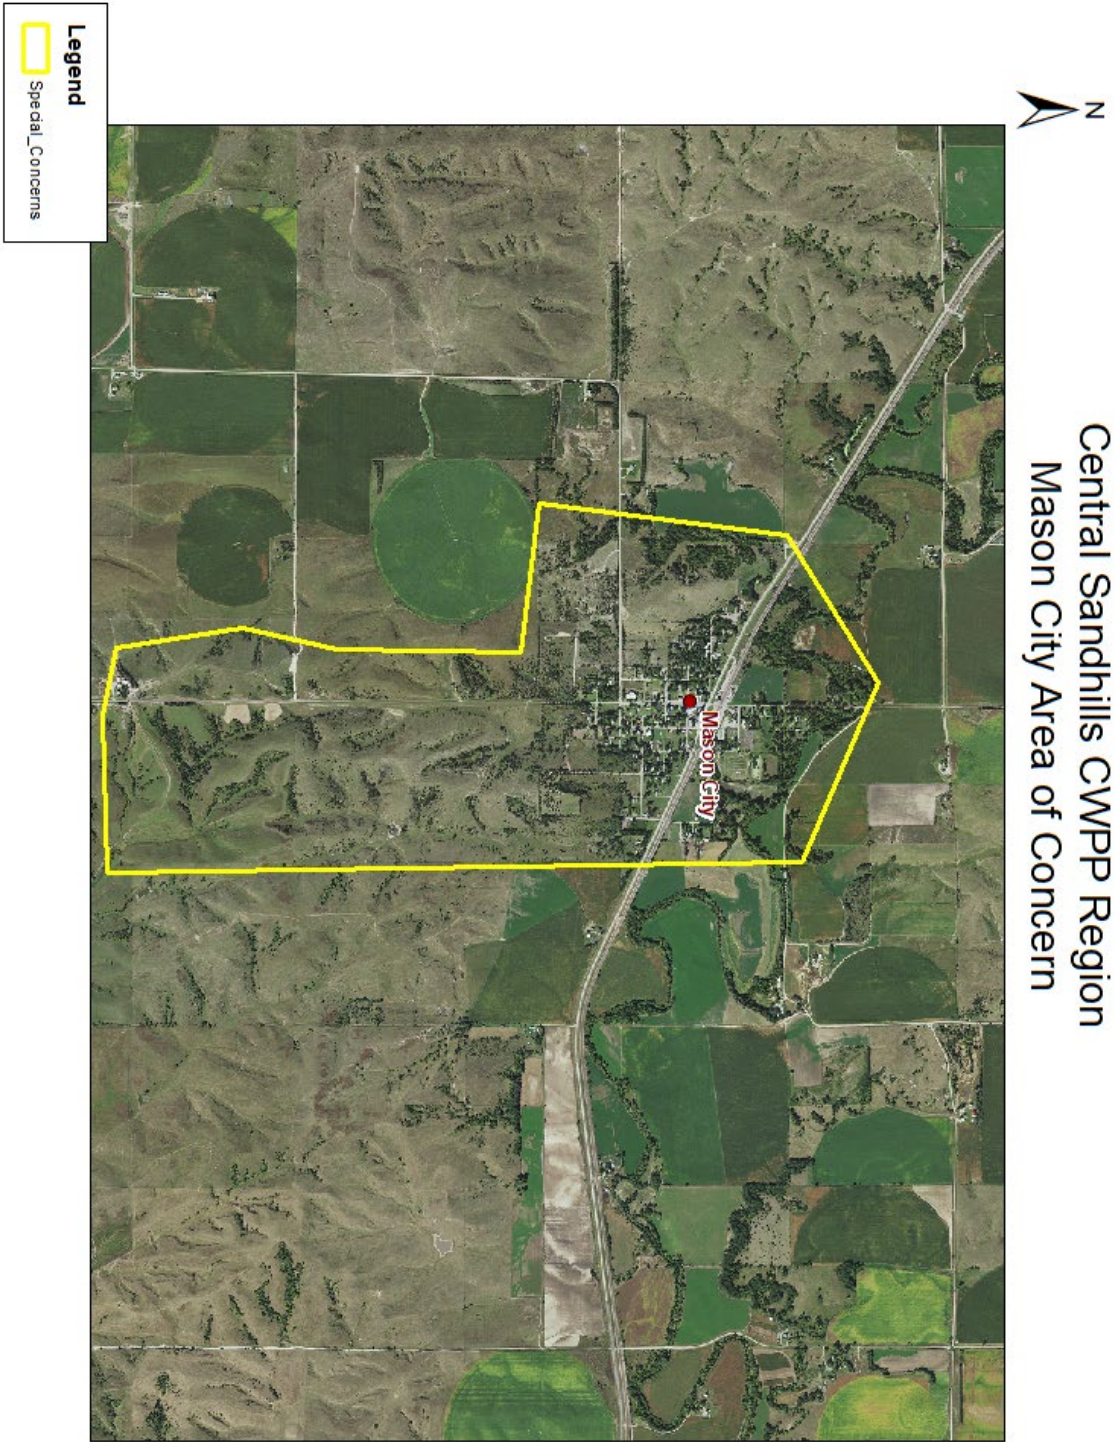 Central Sandhills CWPP Region
Mason City Area of Concern
N
Mason City
Legend
Special_Concerns